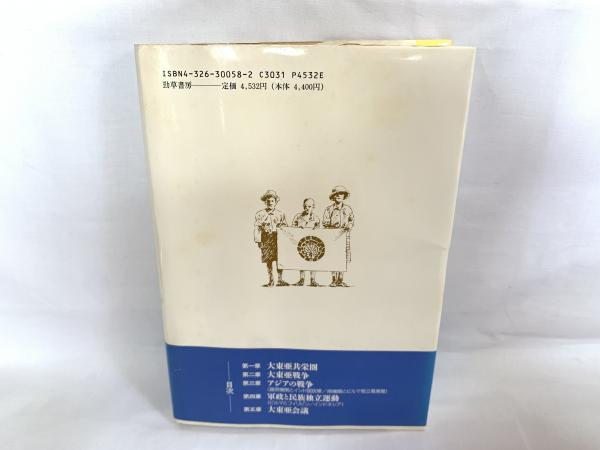 ISBN4-326-30058-2 C3031 P4532E
勁草書房———定価 4,532円（本体 4,400円）
目次
第一章 大東亜共栄圏
第二章 大東亜戦争
第三章 アジアの戦争
第四章 軍政と民族独立運動
第五章 大東亜会議